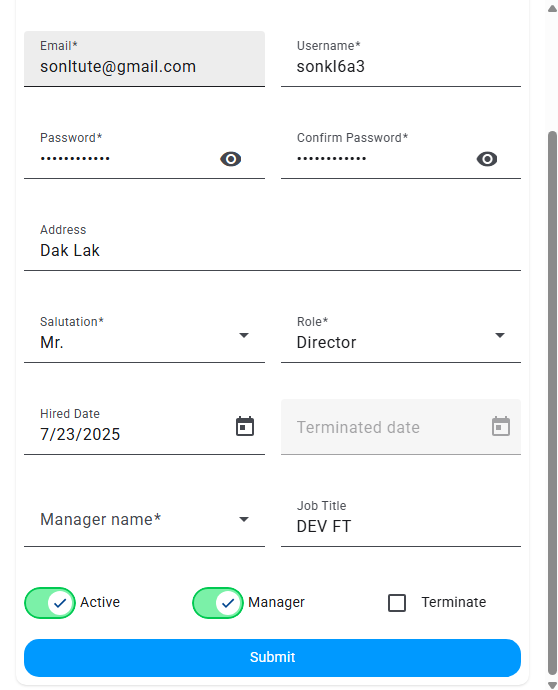 Email*
sonltute@gmail.com
Username*
sonkl6a3
Password*
••••••••••••
Confirm Password*
••••••••••••
Address
Dak Lak
Salutation*
Mr.
Role*
Director
Hired Date
7/23/2025
Terminated date
Manager name*
Job Title
DEV FT
Active
Manager
Terminate
Submit